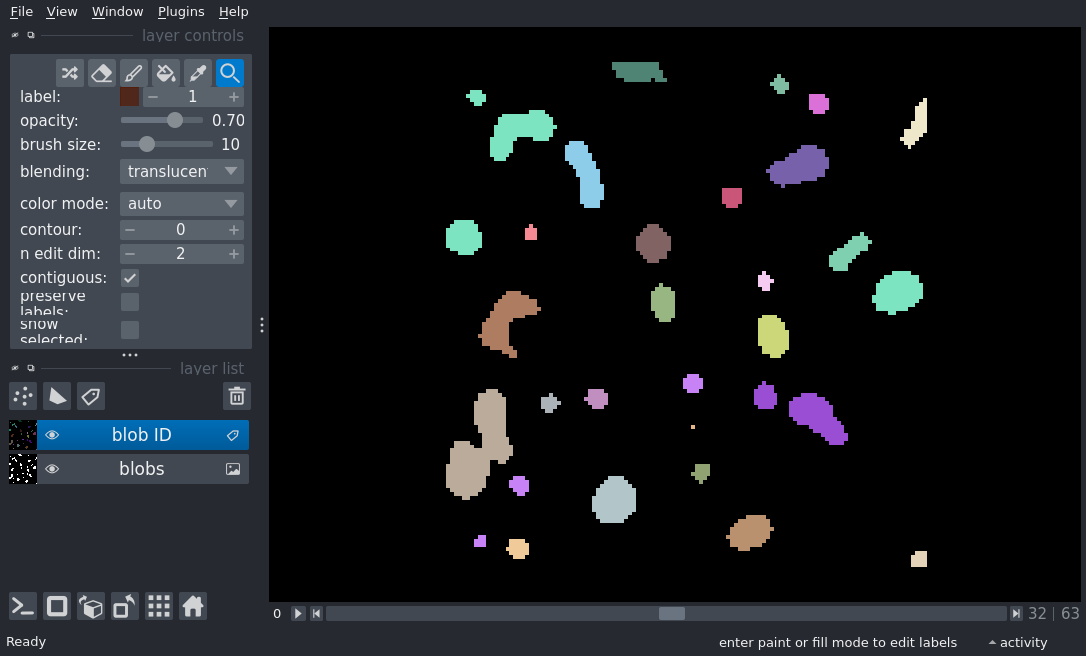 File View Window Plugins Help
layer controls
label: 1
opacity: 0.70
brush size: 10
blending: translucen
color mode: auto
contour: 0
n edit dim: 2
contiguous:
preserve
labels:
show
selected:
layer list
blob ID
blobs
0 32 63
Ready enter paint or fill mode to edit labels activity